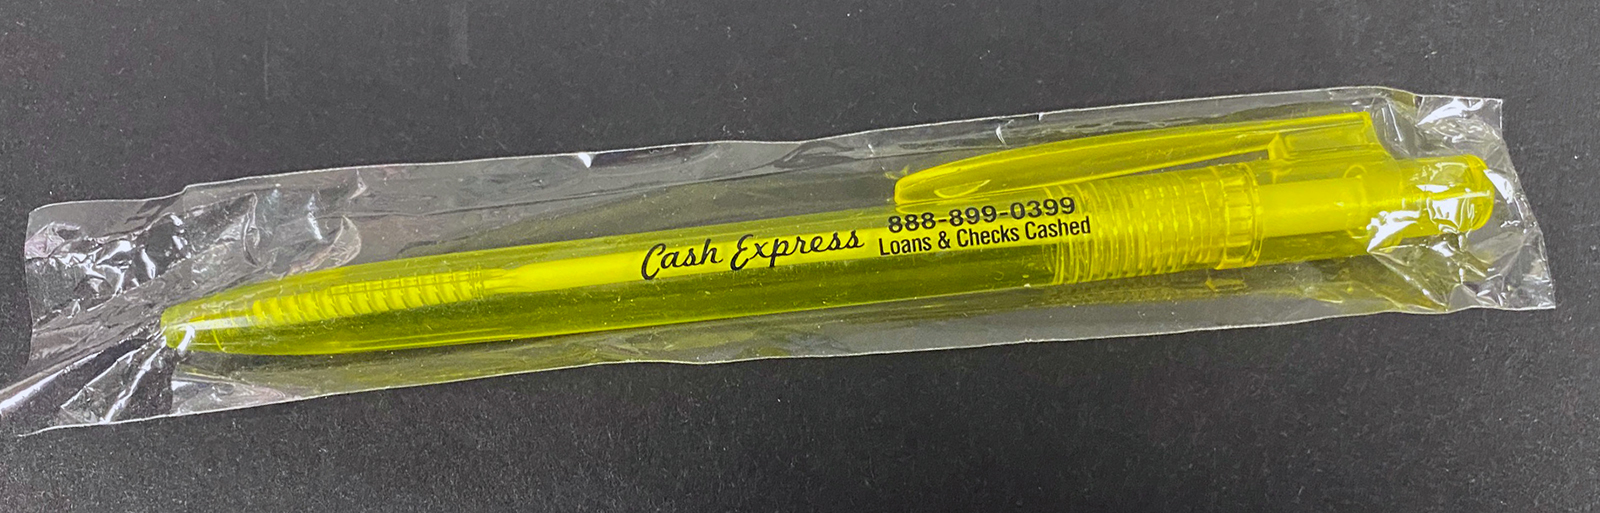 Cash Express
888-899-0399
Loans & Checks Cashed